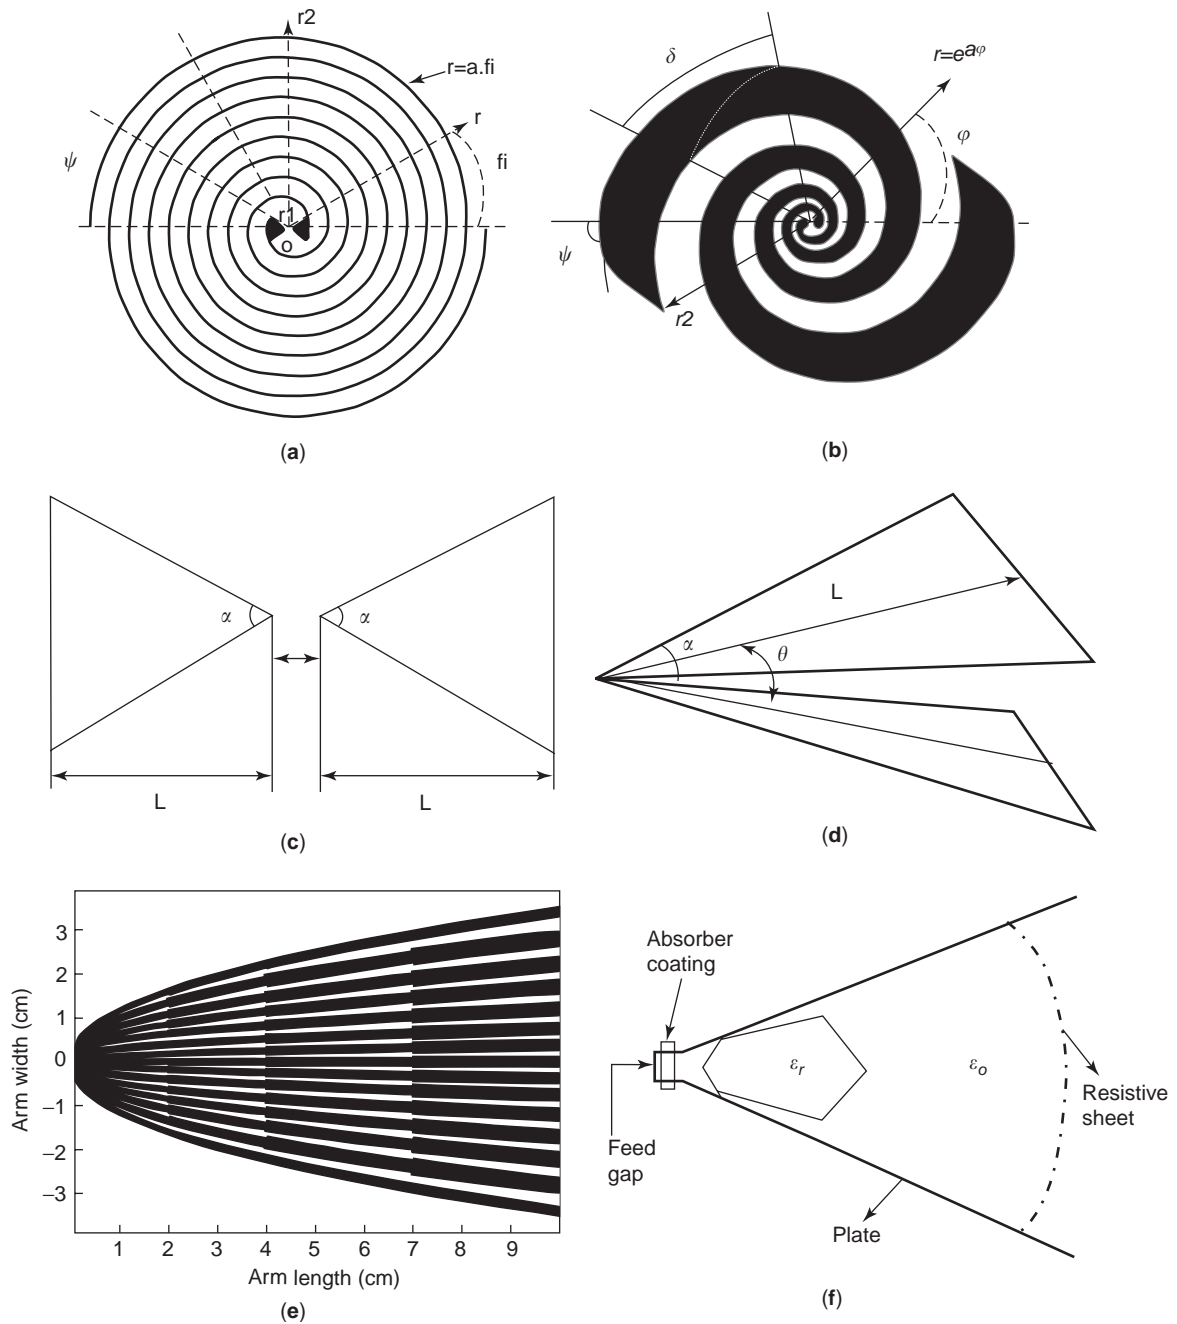 r2
r=a.fi
r
ψ
fi
r1
o
(a)
δ
r=e^{aφ}
φ
ψ
r2
(b)
α
α
L
L
(c)
L
α
θ
(d)
3
2
1
0
–1
–2
–3
Arm width (cm)
1 2 3 4 5 6 7 8 9
Arm length (cm)
(e)
Absorber
coating
ε_r
ε_o
Resistive
sheet
Feed
gap
Plate
(f)